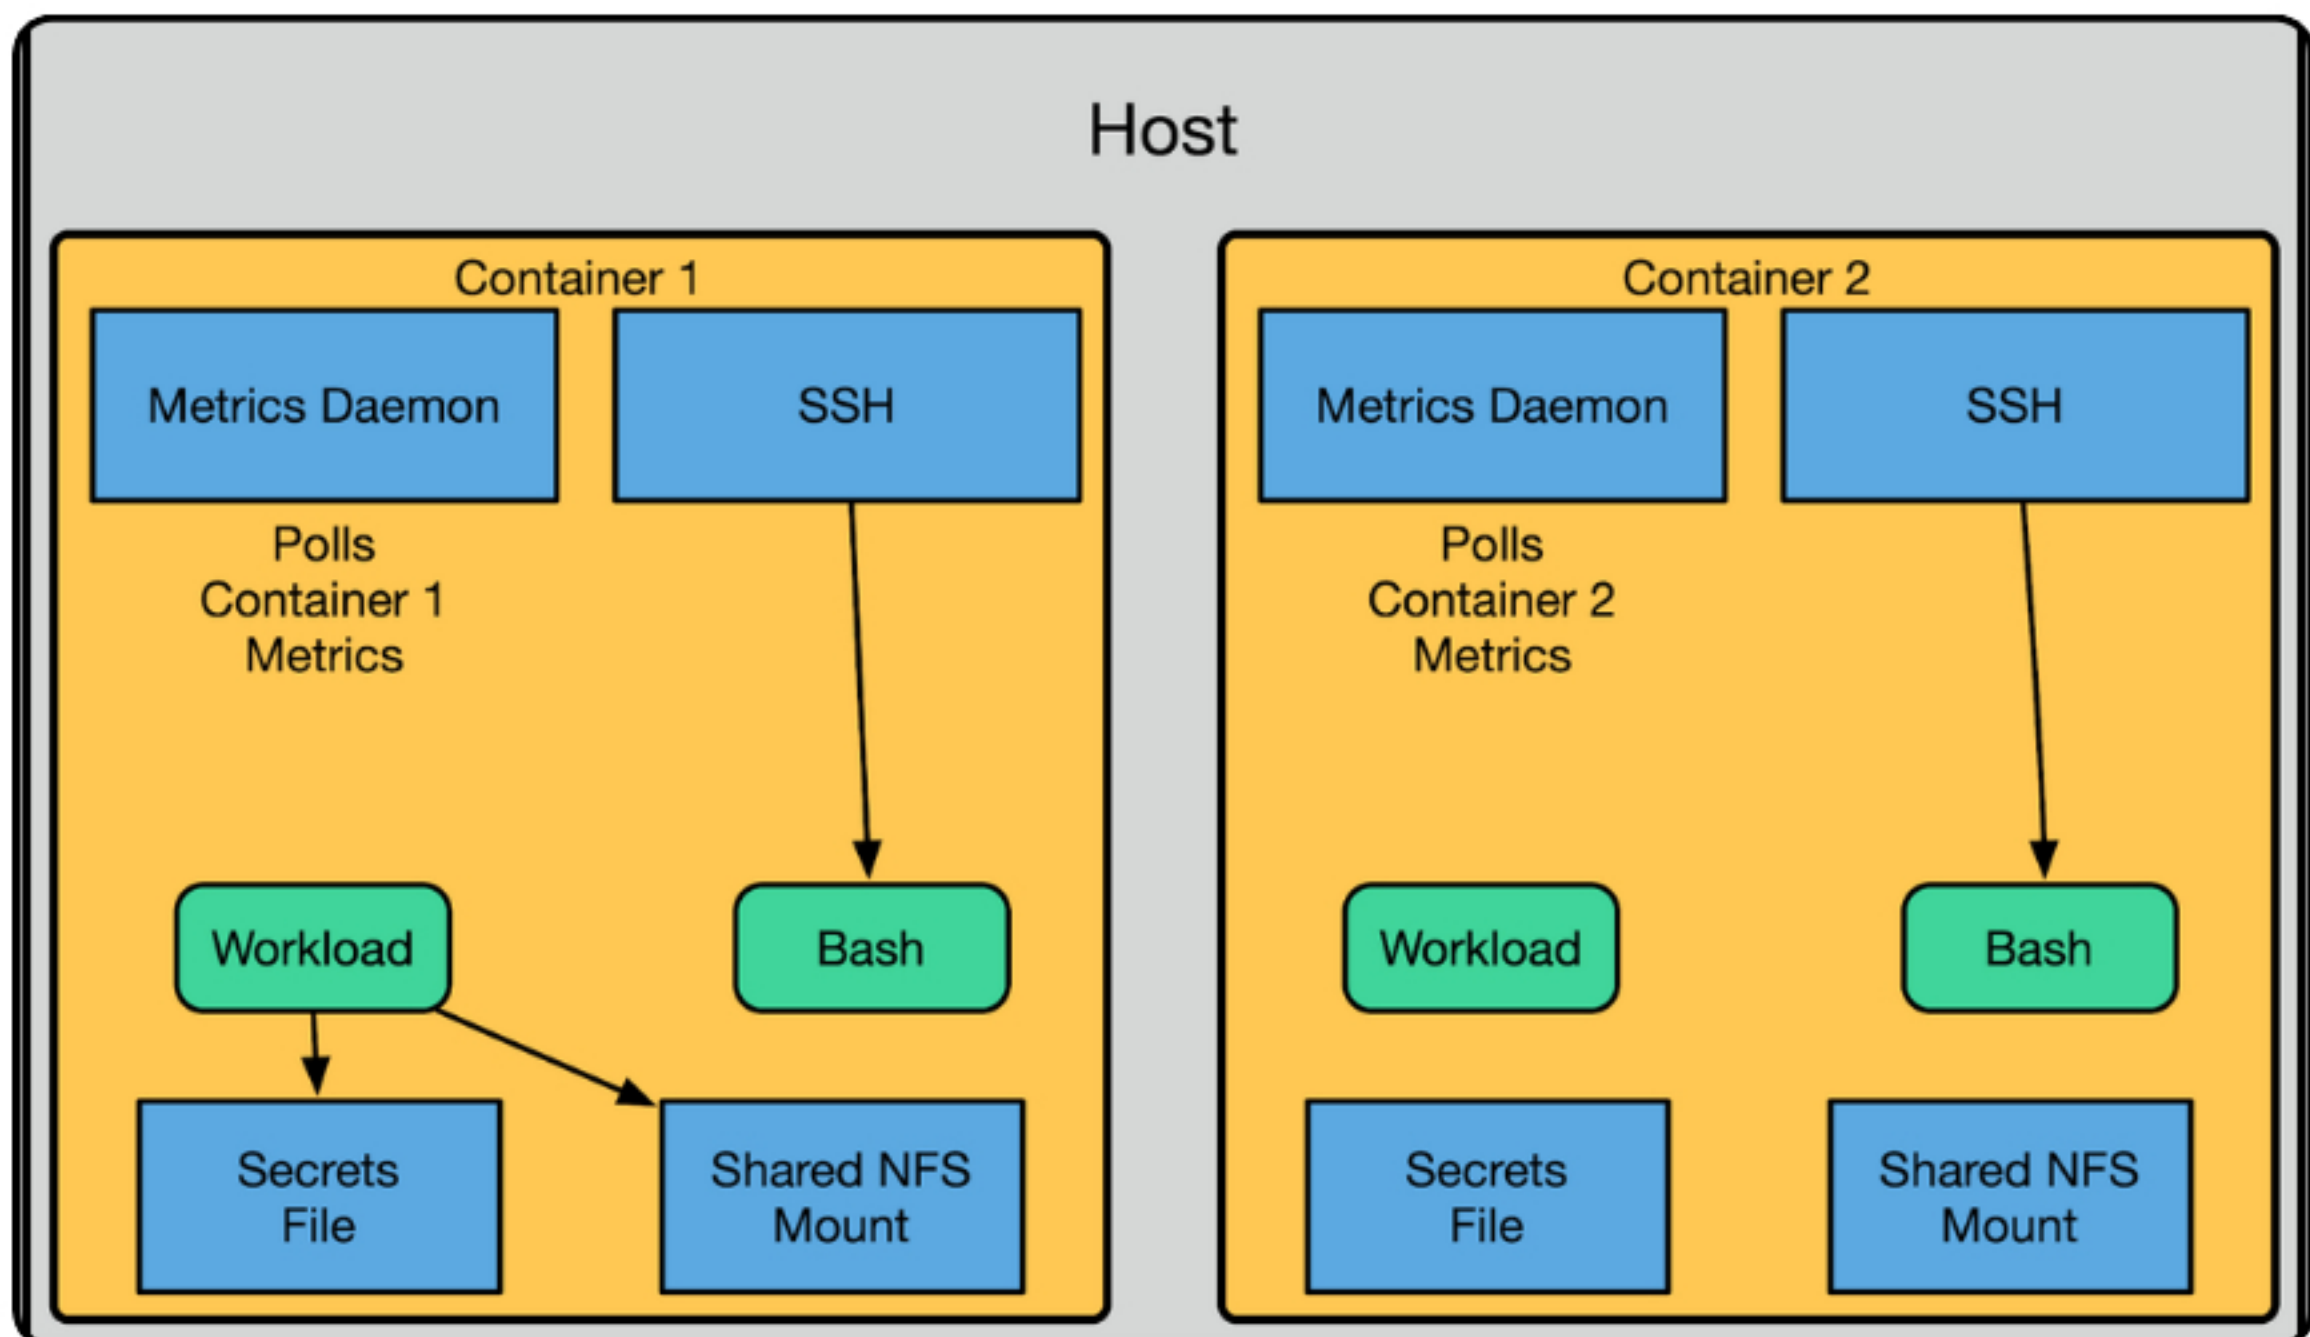 Host
Container 1
Metrics Daemon
SSH
Polls
Container 1
Metrics
Workload
Bash
Secrets
File
Shared NFS
Mount
Container 2
Metrics Daemon
SSH
Polls
Container 2
Metrics
Workload
Bash
Secrets
File
Shared NFS
Mount